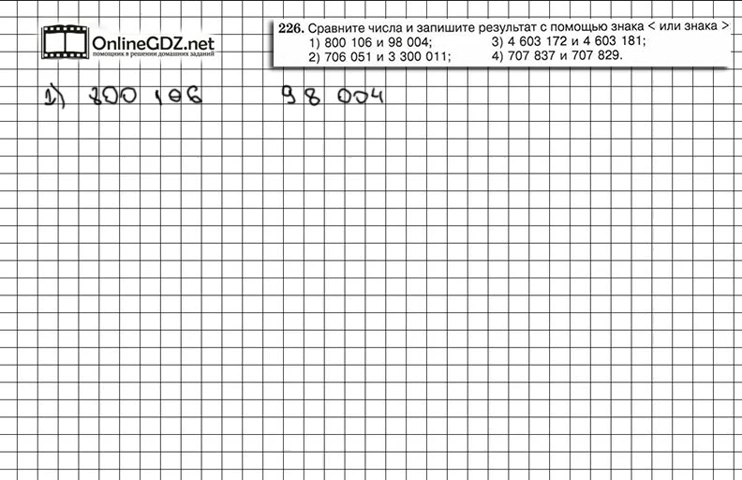 OnlineGDZ.net
помощник в решении домашних заданий
226. Сравните числа и запишите результат с помощью знака < или знака >
1) 800 106 и 98 004; 3) 4 603 172 и 4 603 181;
2) 706 051 и 3 300 011; 4) 707 837 и 707 829.
1) 800 106 98 004